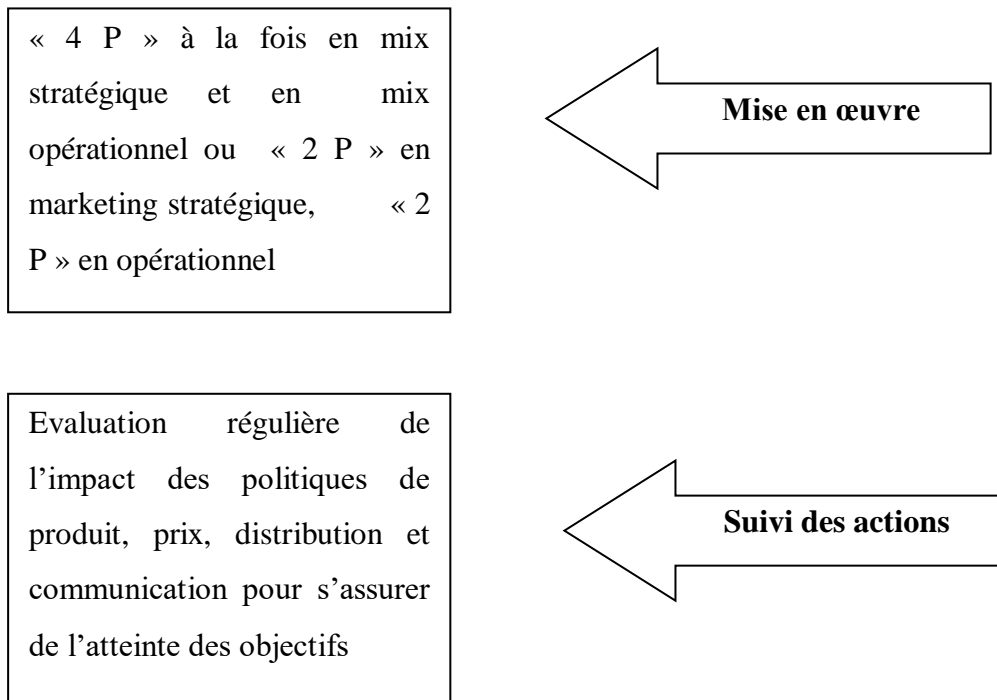 « 4 P » à la fois en mix
stratégique et en mix
opérationnel ou « 2 P » en
marketing stratégique, « 2
P » en opérationnel
Mise en œuvre
Evaluation régulière de
l’impact des politiques de
produit, prix, distribution et
communication pour s’assurer
de l’atteinte des objectifs
Suivi des actions